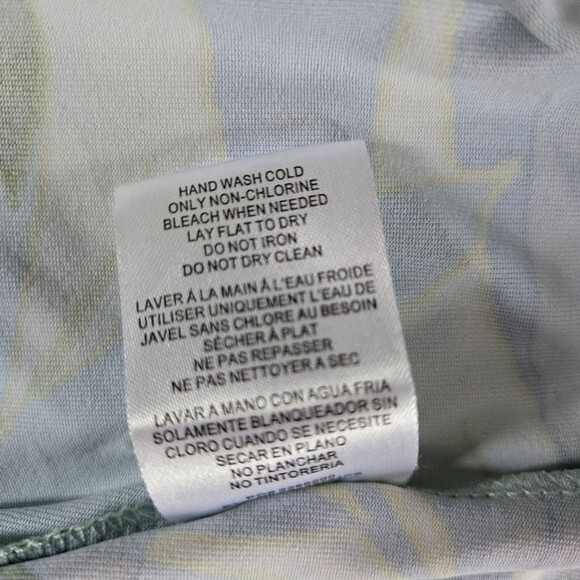 HAND WASH COLD
ONLY NON-CHLORINE
BLEACH WHEN NEEDED
LAY FLAT TO DRY
DO NOT IRON
DO NOT DRY CLEAN
LAVER À LA MAIN À L'EAU FROIDE
UTILISER UNIQUEMENT L'EAU DE
JAVEL SANS CHLORE AU BESOIN
SÉCHER À PLAT
NE PAS REPASSER
NE PAS NETTOYER A SEC
LAVAR A MANO CON AGUA FRIA
SOLAMENTE BLANQUEADOR SIN
CLORO CUANDO SE NECESITE
SECAR EN PLANO
NO PLANCHAR
NO TINTORERIA